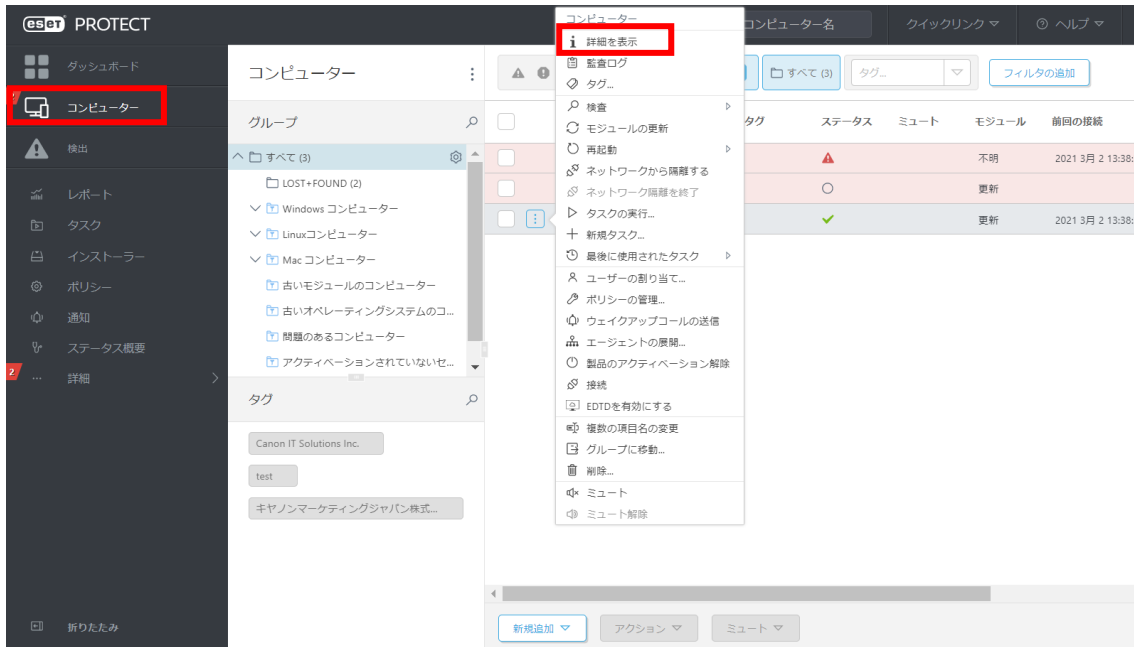 eset PROTECT
コンピューター名
クイックリンク
ヘルプ
ダッシュボード
コンピューター
検出
レポート
タスク
インストーラー
ポリシー
通知
ステータス概要
2
詳細
折りたたみ
コンピューター
グループ
すべて (3)
LOST+FOUND (2)
Windows コンピューター
Linuxコンピューター
Mac コンピューター
古いモジュールのコンピューター
古いオペレーティングシステムのコ...
問題のあるコンピューター
アクティベーションされていないセ...
タグ
Canon IT Solutions Inc.
test
キヤノンマーケティングジャパン株式...
コンピューター
詳細を表示
監査ログ
タグ...
検査
モジュールの更新
再起動
ネットワークから隔離する
ネットワーク隔離を終了
タスクの実行...
新規タスク...
最後に使用されたタスク
ユーザーの割り当て...
ポリシーの管理...
ウェイクアップコールの送信
エージェントの展開...
製品のアクティベーション解除
接続
EDTDを有効にする
複数の項目名の変更
グループに移動...
削除...
ミュート
ミュート解除
すべて (3)
タグ...
フィルタの追加
タグ ステータス ミュート モジュール 前回の接続
不明 2021 3月 2 13:38:
更新
更新 2021 3月 2 13:38:
新規追加
アクション
ミュート